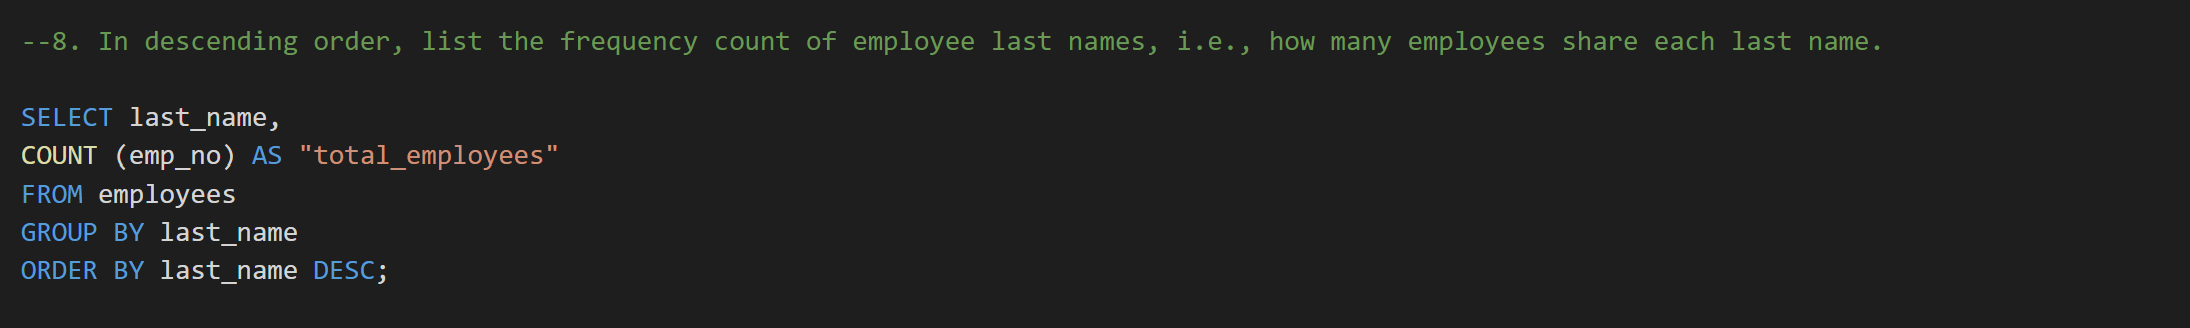 --8. In descending order, list the frequency count of employee last names, i.e., how many employees share each last name.
SELECT last_name,
COUNT (emp_no) AS "total_employees"
FROM employees
GROUP BY last_name
ORDER BY last_name DESC;